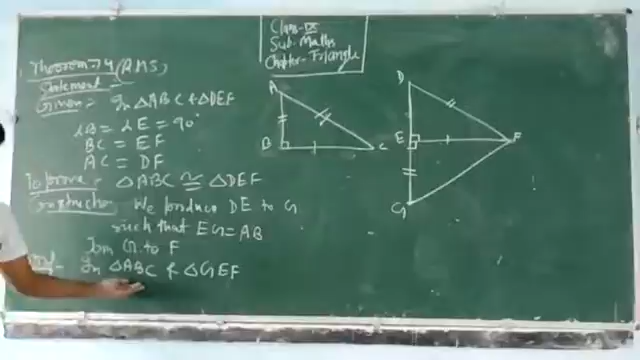 Class-IX
Sub-Maths
Chapter-Triangle
Theorem-7.4 (RHS)
Statement-
Given- In △ABC & △DEF
∠B = ∠E = 90°
BC = EF
AC = DF
To prove- △ABC ≅ △DEF
Construction- We produce DE to G
such that EG = AB
Join G to F
In △ABC & △GEF
A
B
C
D
E
F
G